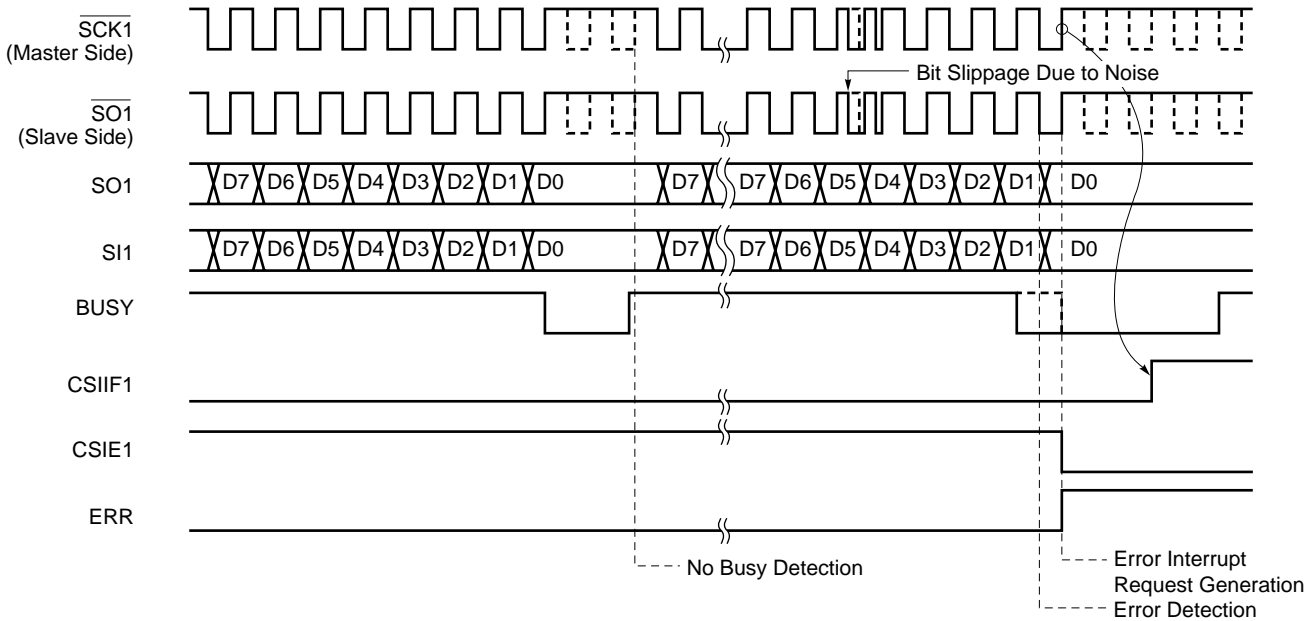 SCK1
(Master Side)
Bit Slippage Due to Noise
SO1
(Slave Side)
SO1
D7 D6 D5 D4 D3 D2 D1 D0 D7 D7 D6 D5 D4 D3 D2 D1 D0
SI1
D7 D6 D5 D4 D3 D2 D1 D0 D7 D7 D6 D5 D4 D3 D2 D1 D0
BUSY
CSIIF1
CSIE1
ERR
No Busy Detection
Error Interrupt
Request Generation
Error Detection